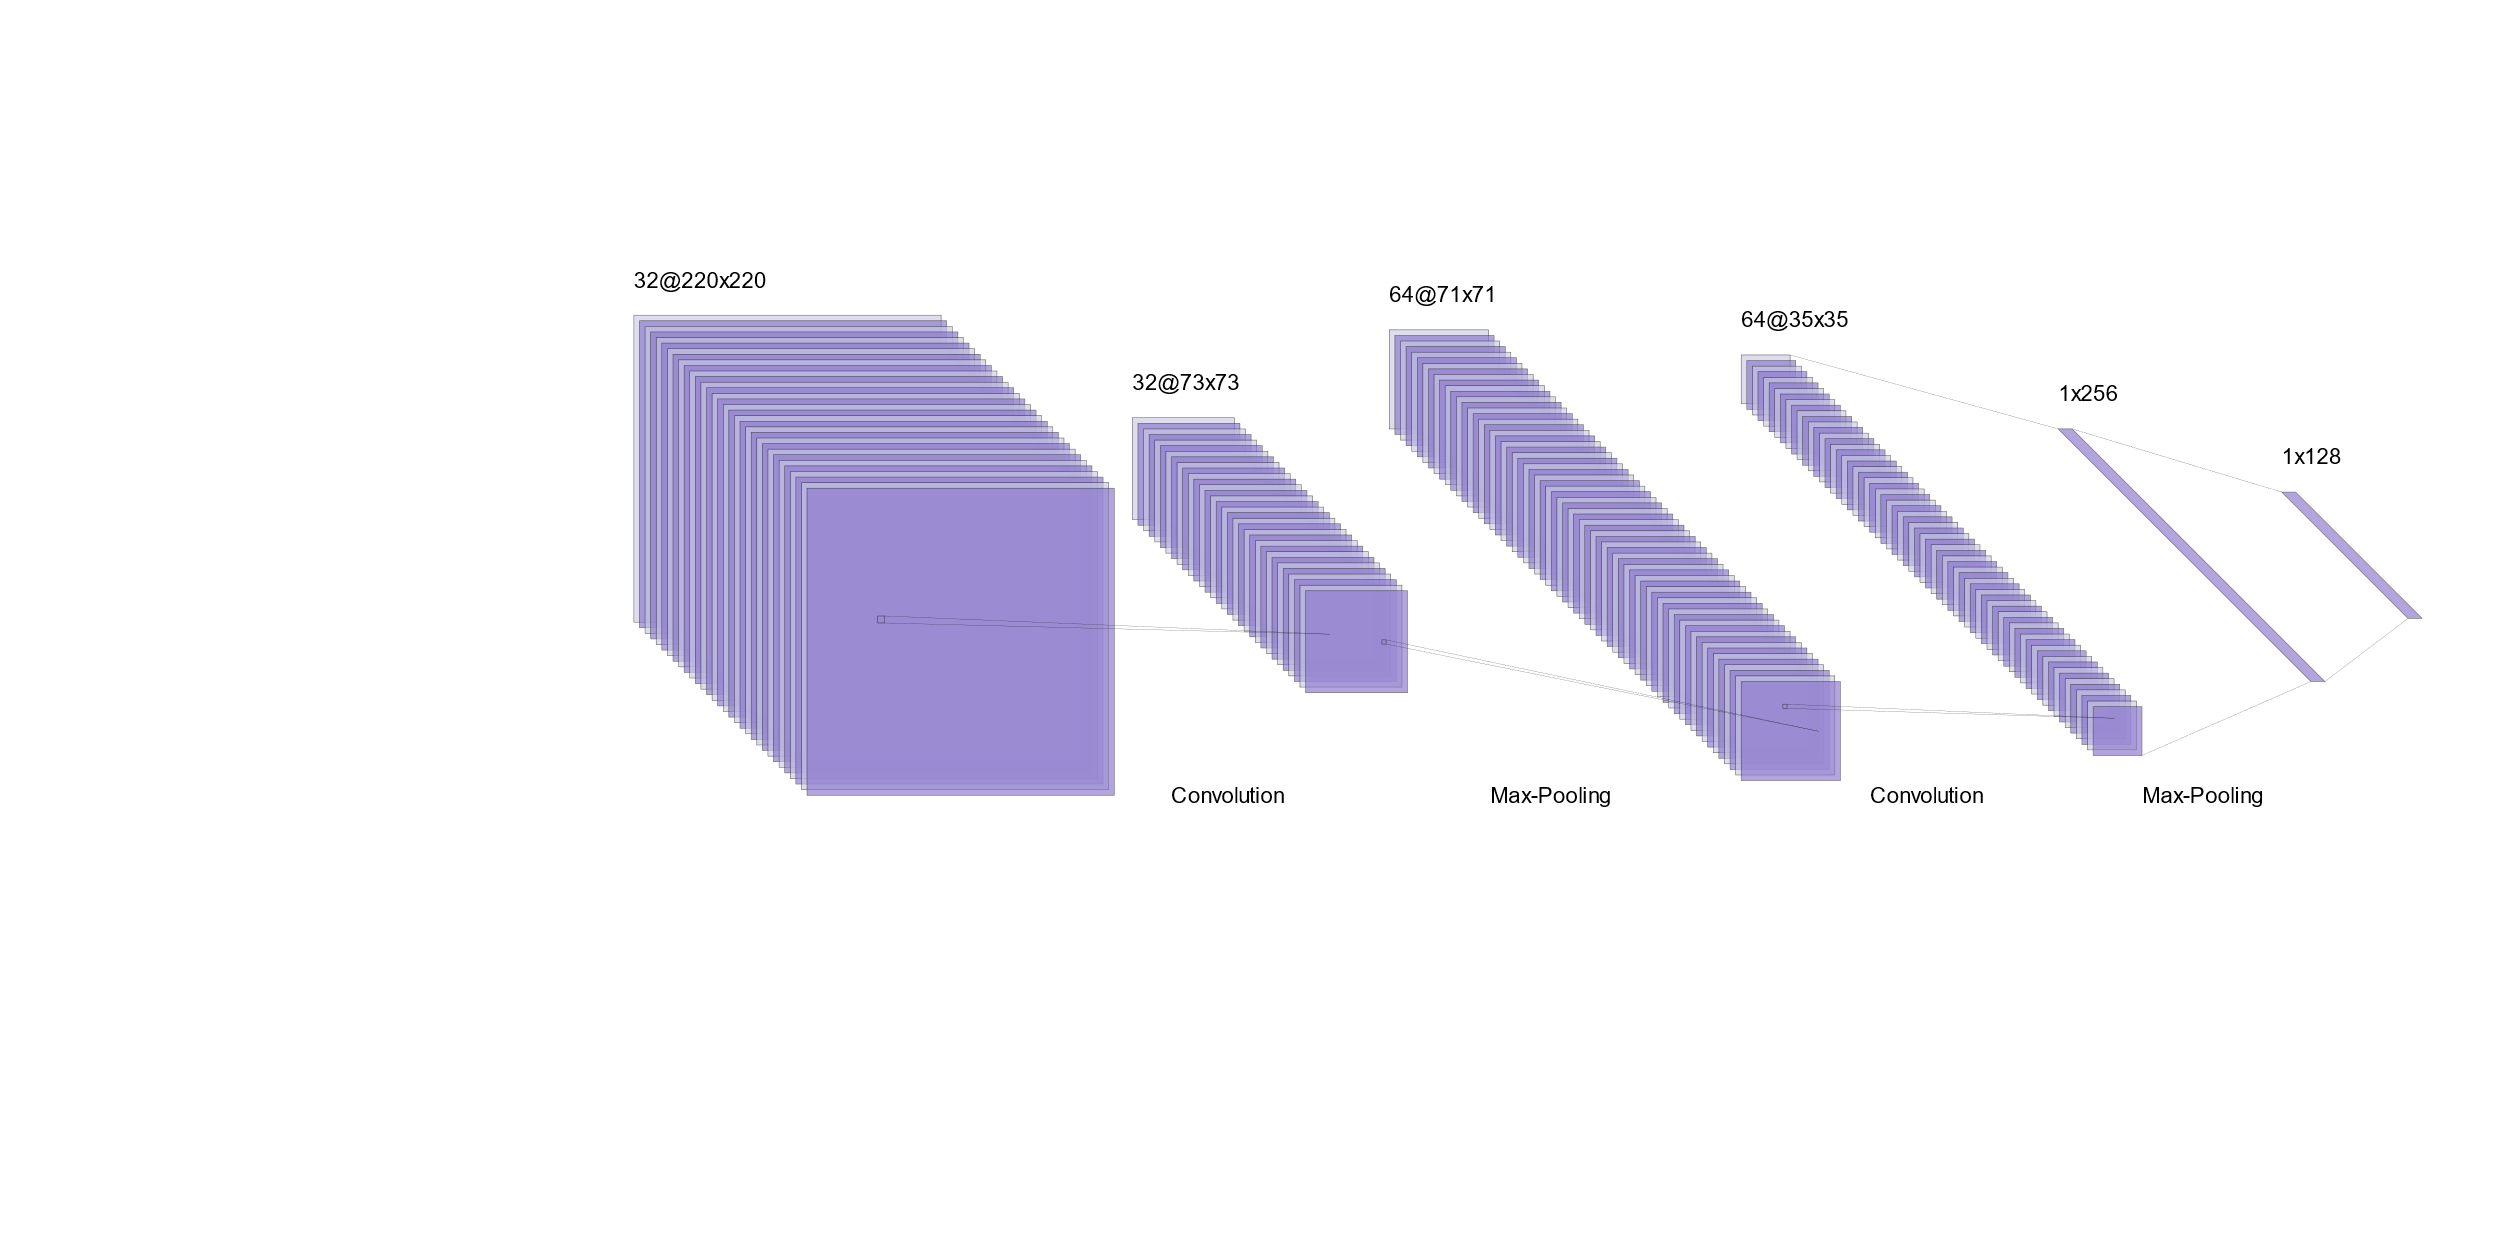 32@220x220
32@73x73
64@71x71
64@35x35
1x256
1x128
Convolution
Max-Pooling
Convolution
Max-Pooling